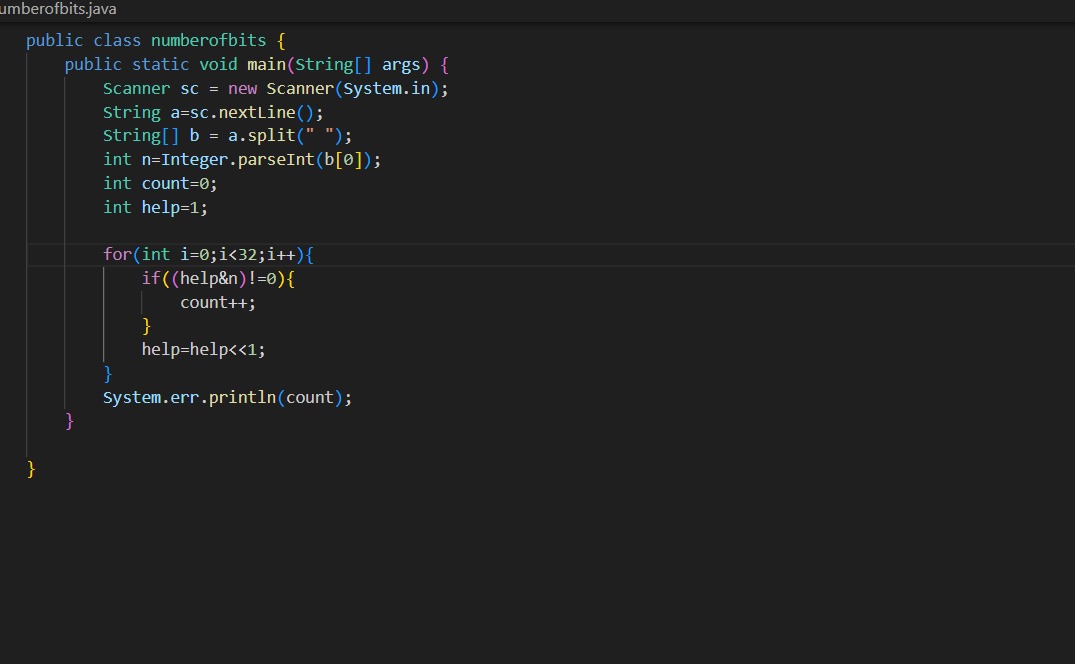 umberofbits.java
public class numberofbits {
public static void main(String[] args) {
Scanner sc = new Scanner(System.in);
String a=sc.nextLine();
String[] b = a.split(" ");
int n=Integer.parseInt(b[0]);
int count=0;
int help=1;
for(int i=0;i<32;i++){
if((help&n)!=0){
count++;
}
help=help<<1;
}
System.err.println(count);
}
}